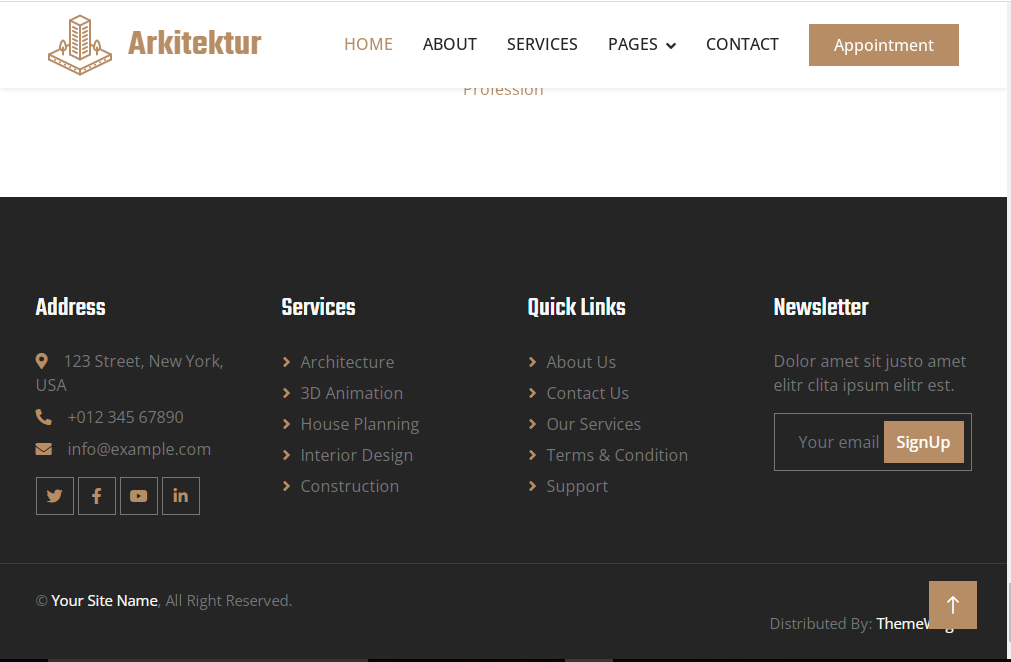 Arkitektur
HOME ABOUT SERVICES PAGES CONTACT Appointment
Profession
Address
123 Street, New York,
USA
+012 345 67890
info@example.com
Services
Architecture
3D Animation
House Planning
Interior Design
Construction
Quick Links
About Us
Contact Us
Our Services
Terms & Condition
Support
Newsletter
Dolor amet sit justo amet
elitr clita ipsum elitr est.
Your email SignUp
© Your Site Name, All Right Reserved.
Distributed By: